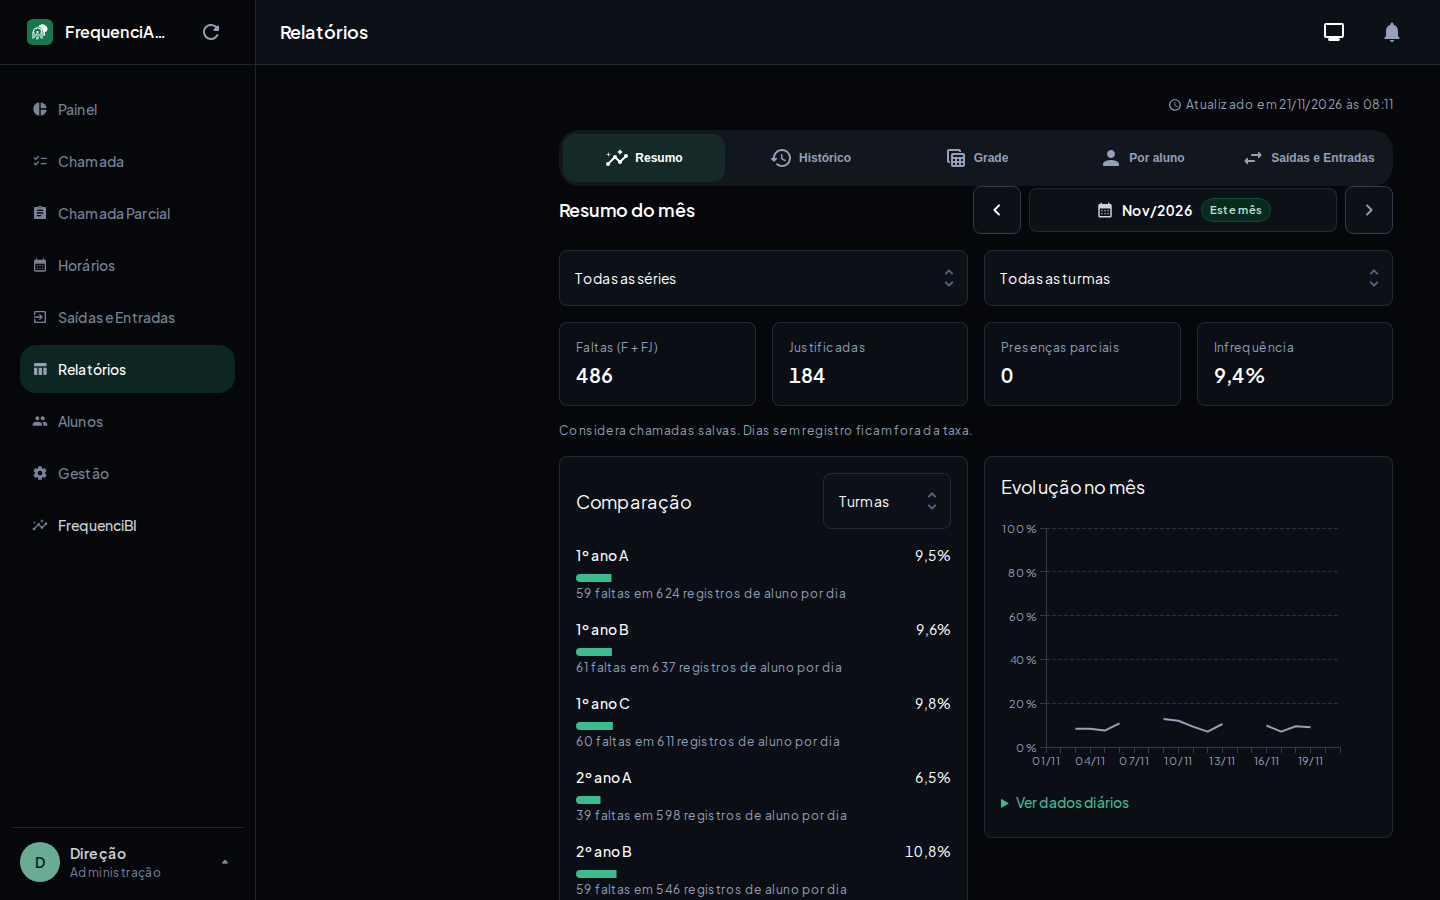 FrequenciA...
Relatórios
Painel
Chamada
Chamada Parcial
Horários
Saídas e Entradas
Relatórios
Alunos
Gestão
FrequenciBI
D
Direção
Administração
Atualizado em 21/11/2026 às 08:11
Resumo
Histórico
Grade
Por aluno
Saídas e Entradas
Resumo do mês
Nov/2026
Este mês
Todas as séries
Todas as turmas
Faltas (F + FJ)
486
Justificadas
184
Presenças parciais
0
Infrequência
9,4%
Considera chamadas salvas. Dias sem registro ficam fora da taxa.
Comparação
Turmas
1º ano A
9,5%
59 faltas em 624 registros de aluno por dia
1º ano B
9,6%
61 faltas em 637 registros de aluno por dia
1º ano C
9,8%
60 faltas em 611 registros de aluno por dia
2º ano A
6,5%
39 faltas em 598 registros de aluno por dia
2º ano B
10,8%
59 faltas em 546 registros de aluno por dia
Evolução no mês
100%
80%
60%
40%
20%
0%
01/11
04/11
07/11
10/11
13/11
16/11
19/11
Ver dados diários